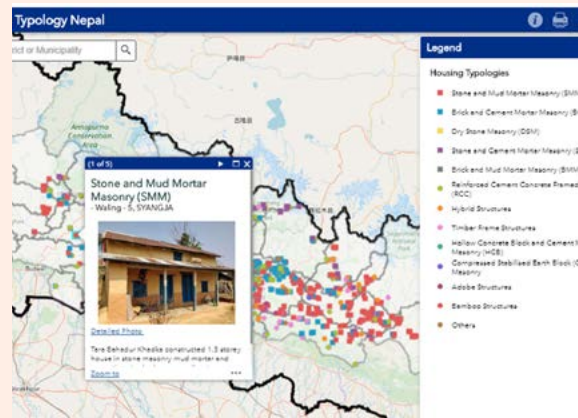 Typology Nepal
rict or Municipality
Annapurna
Conservation
Area
(1 of 5)
Stone and Mud Mortar
Masonry (SMM)
- Waling - 5, SYANGJA
Detailed Photo
Tara Bahadur Khadka constructed 1.5 storey
house in stone masonry mud mortar and
Zoom to
Legend
Housing Typologies
Stone and Mud Mortar Masonry (SMM
Brick and Cement Mortar Masonry (B
Dry Stone Masonry (DSM)
Stone and Cement Mortar Masonry (S
Brick and Mud Mortar Masonry (BMM
Reinforced Cement Concrete Framed
(RCC)
Hybrid Structures
Timber Frame Structures
Hollow Concrete Block and Cement M
Masonry (HCB)
Compressed Stabilised Earth Block (C
Masonry
Adobe Structures
Bamboo Structures
Others